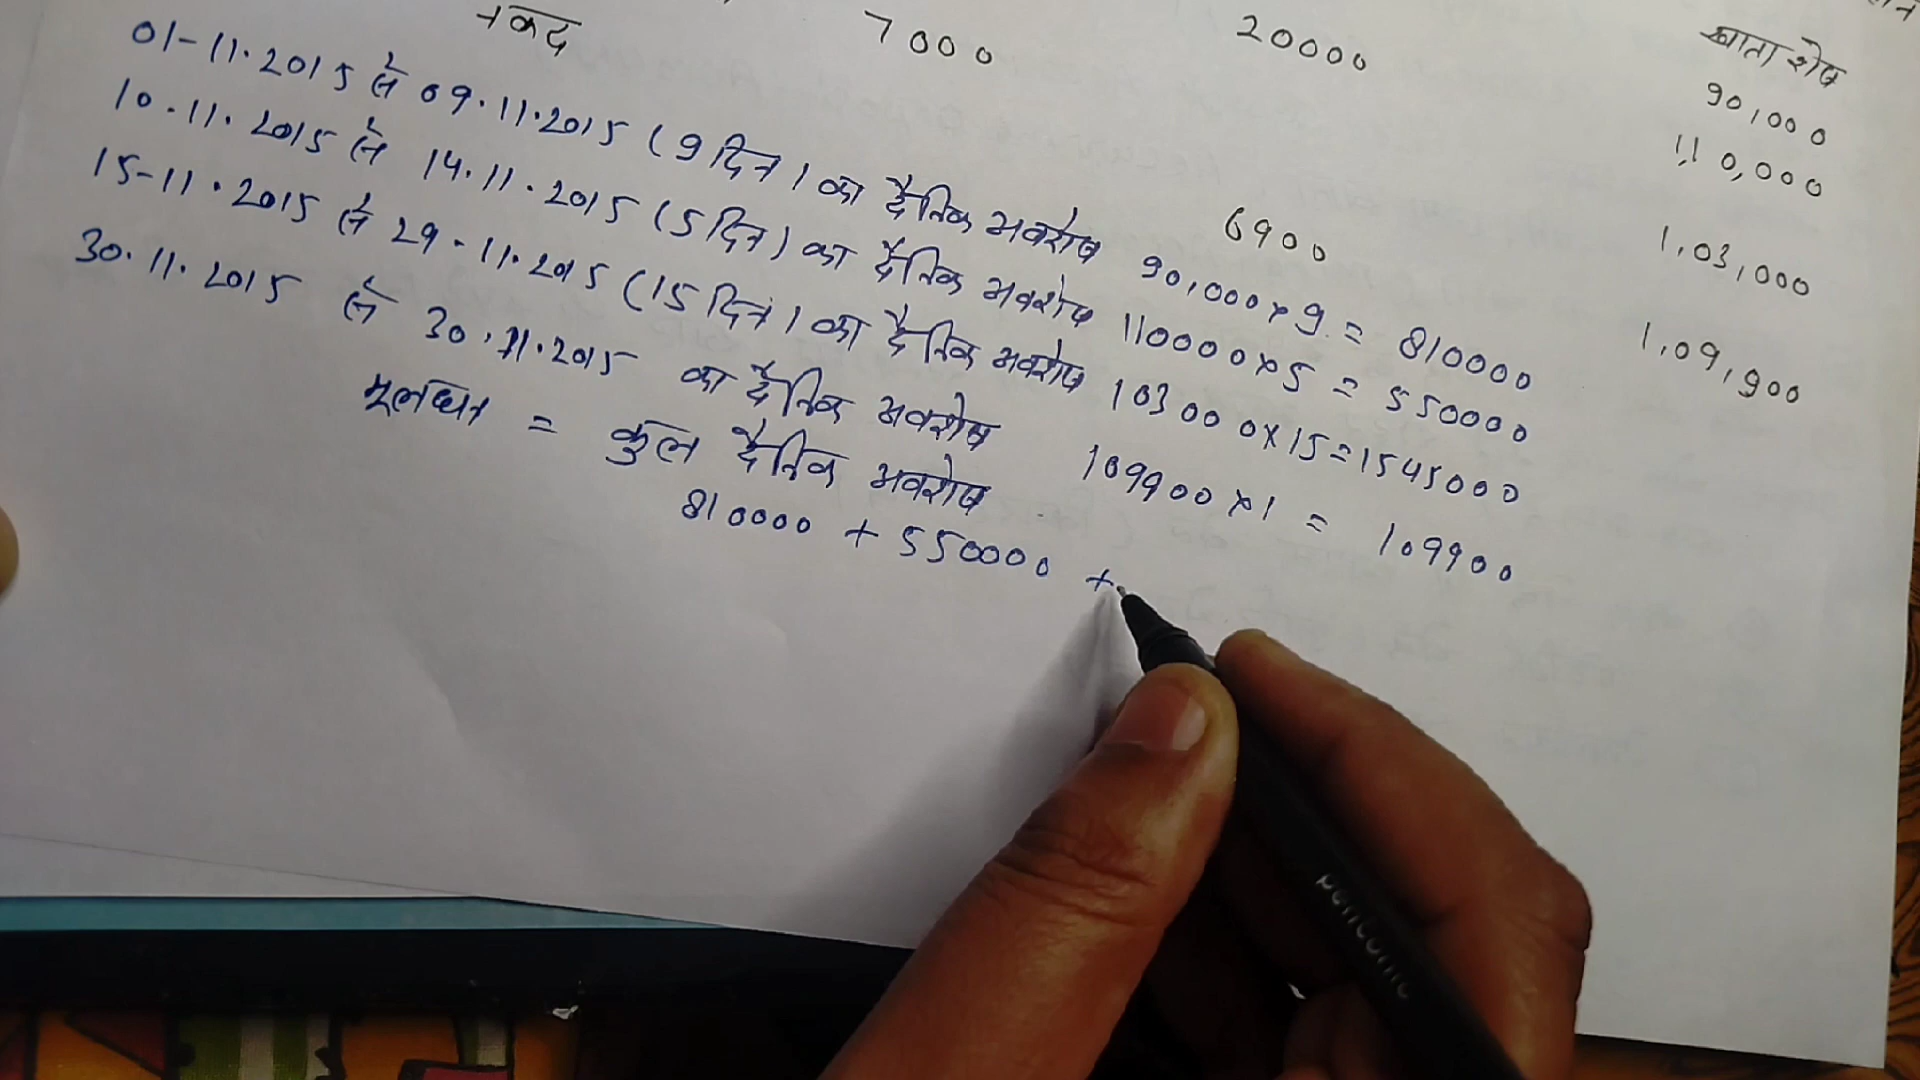 नकद 7000 20000 खाता शेष
90,000
1,10,000
6900 1,03,000
1,09,900
01-11.2015 से 09.11.2015 (9 दिन) का दैनिक अवशेष 90,000×9 = 810000
10.11.2015 से 14.11.2015 (5 दिन) का दैनिक अवशेष 110000×5 = 550000
15-11.2015 से 29-11.2015 (15 दिन) का दैनिक अवशेष 103000×15=1545000
30.11.2015 से 30.11.2015 का दैनिक अवशेष 109900×1 = 109900
मूलधन = कुल दैनिक अवशेष
810000 + 550000 +
pentonic